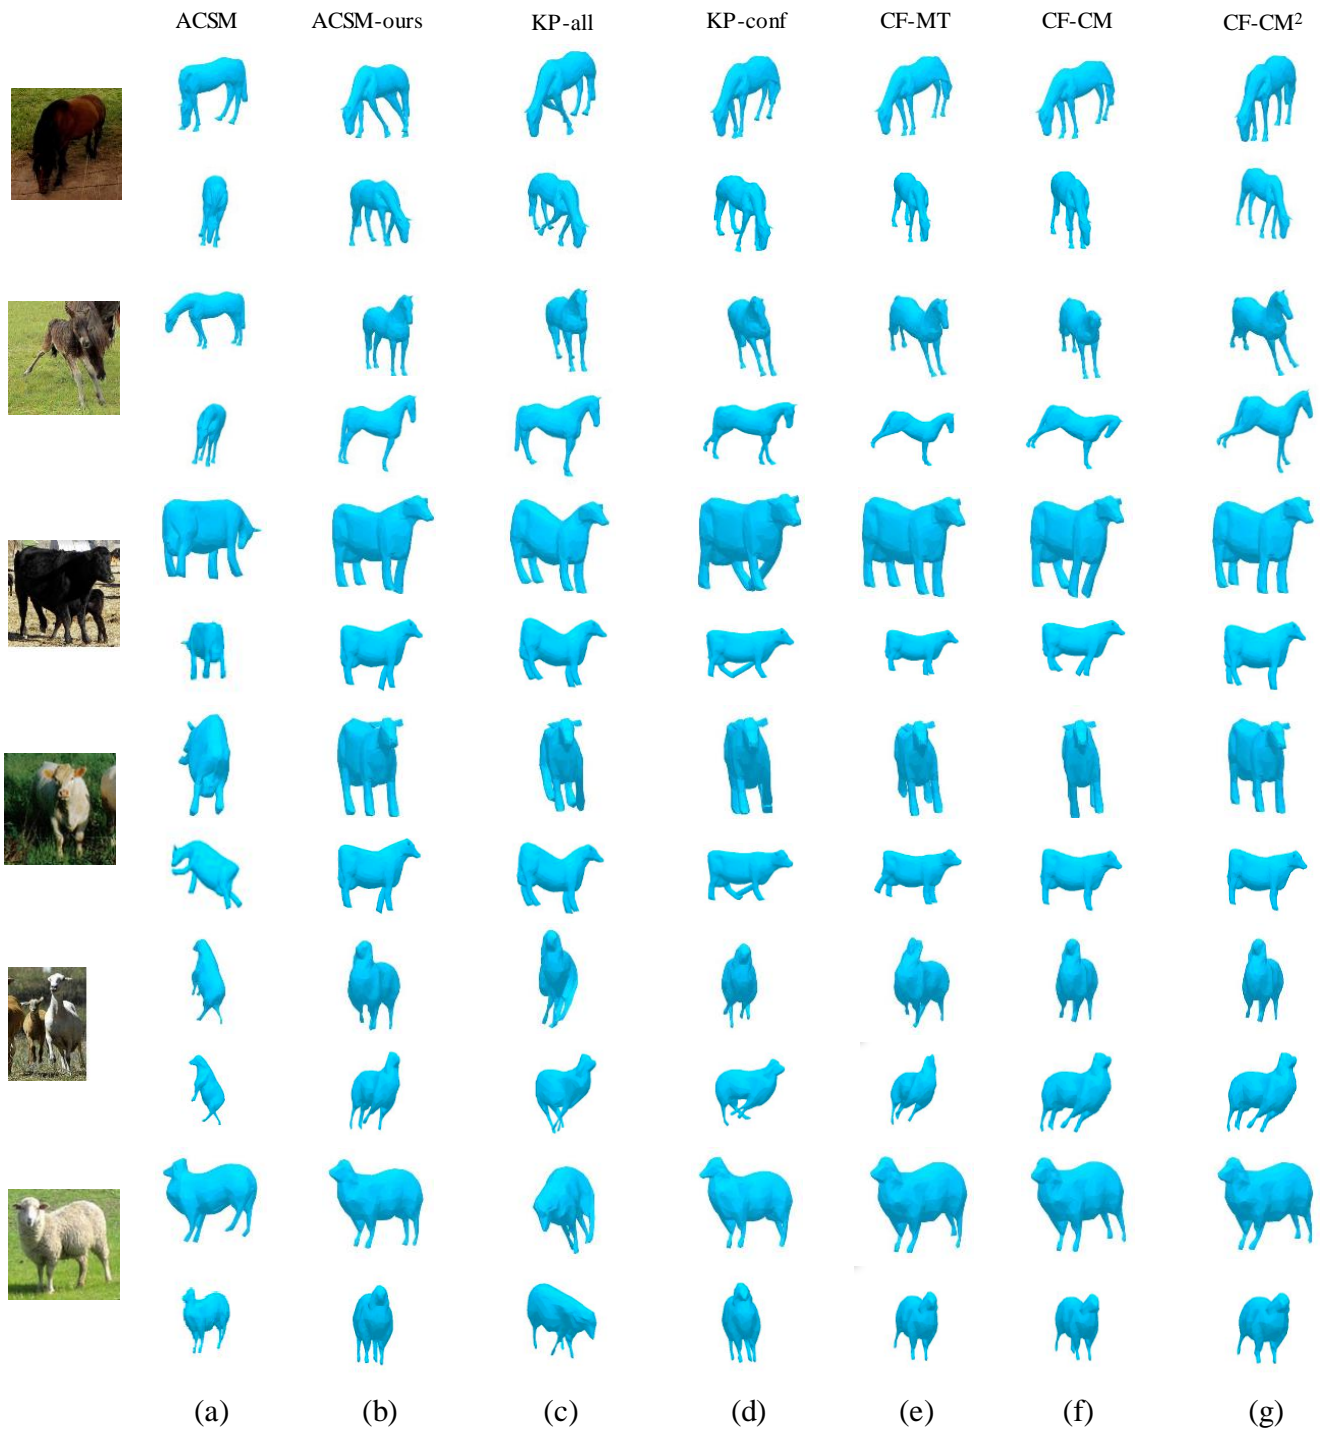 ACSM ACSM-ours KP-all KP-conf CF-MT CF-CM CF-CM²
(a) (b) (c) (d) (e) (f) (g)